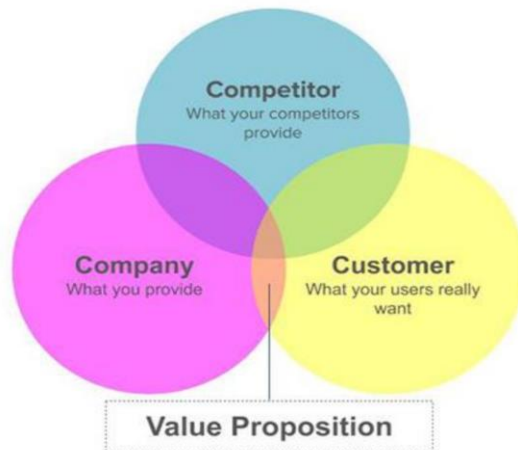 Competitor
What your competitors
provide
Company
What you provide
Customer
What your users really
want
Value Proposition